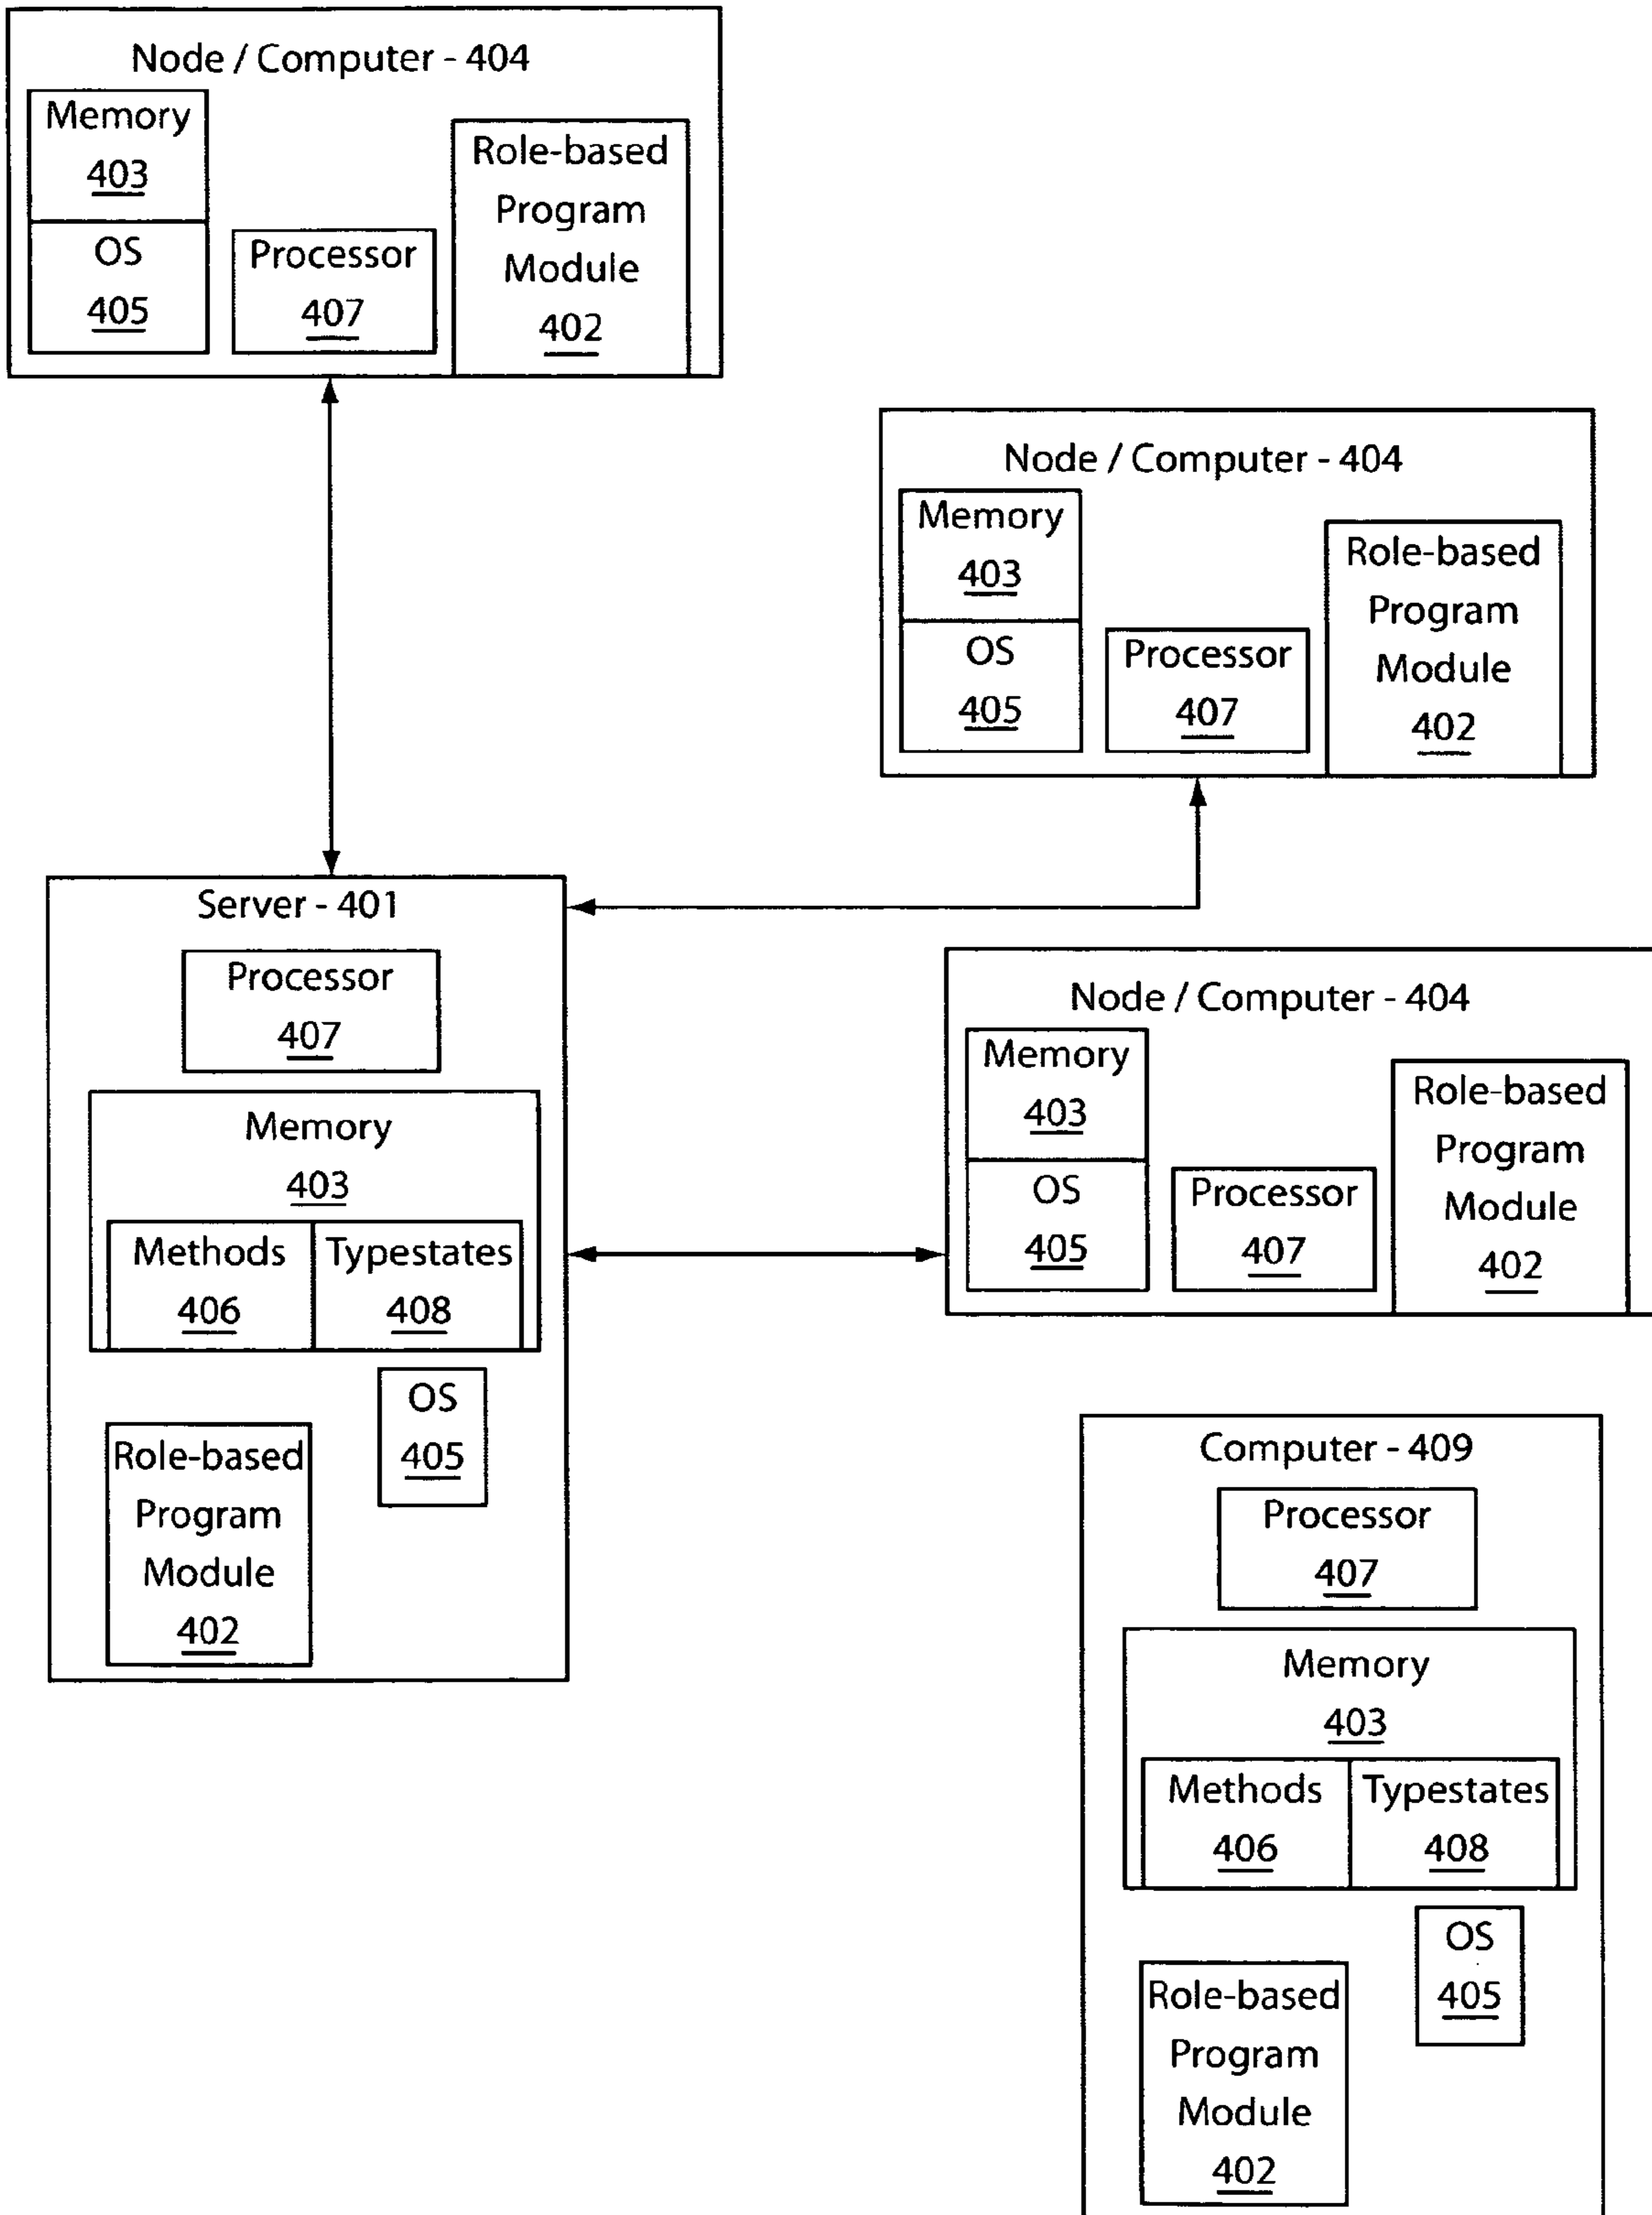 Node / Computer - 404
Memory
403
OS
405
Processor
407
Role-based
Program
Module
402
Node / Computer - 404
Memory
403
OS
405
Processor
407
Role-based
Program
Module
402
Server - 401
Processor
407
Memory
403
Methods
406
Typestates
408
OS
405
Role-based
Program
Module
402
Node / Computer - 404
Memory
403
OS
405
Processor
407
Role-based
Program
Module
402
Computer - 409
Processor
407
Memory
403
Methods
406
Typestates
408
OS
405
Role-based
Program
Module
402